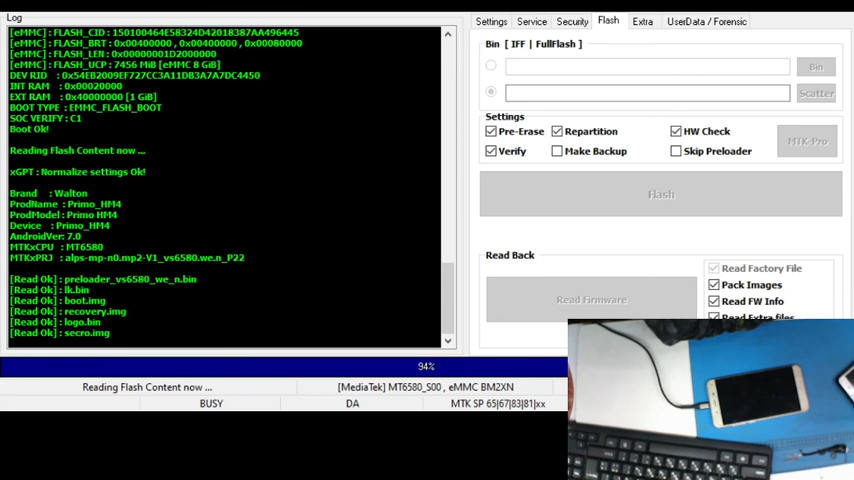 Log
[eMMC] : FLASH_CID : 150100464E58324D42018387AA496445
[eMMC] : FLASH_BRT : 0x00400000 , 0x00400000 , 0x00080000
[eMMC] : FLASH_LEN : 0x00000001D2000000
[eMMC] : FLASH_UCP : 7456 MiB [eMMC 8 GiB]
DEV RID : 0x54EB2009EF727CC3A11DB3A7A7DC4450
INT RAM : 0x00020000
EXT RAM : 0x40000000 [1 GiB]
BOOT TYPE : EMMC_FLASH_BOOT
SOC VERIFY : C1
Boot Ok!
Reading Flash Content now ...
xGPT : Normalize settings Ok!
Brand : Walton
ProdName : Primo_HM4
ProdModel : Primo HM4
Device : Primo_HM4
AndroidVer: 7.0
MTKxCPU : MT6580
MTKxPRJ : alps-mp-n0.mp2-V1_vs6580.we.n_P22
[Read Ok] : preloader_vs6580_we_n.bin
[Read Ok] : lk.bin
[Read Ok] : boot.img
[Read Ok] : recovery.img
[Read Ok] : logo.bin
[Read Ok] : secro.img
Settings Service Security Flash Extra UserData / Forensic
Bin [ IFF | FullFlash ]
Bin
Scatter
Settings
Pre-Erase Repartition HW Check
MTK-Pro
Verify Make Backup Skip Preloader
Flash
Read Back
Read Factory File
Pack Images
Read Firmware
Read FW Info
Read Extra files
94%
Reading Flash Content now ... [MediaTek] MT6580_S00 , eMMC BM2XN
BUSY DA MTK SP 65|67|83|81|xx